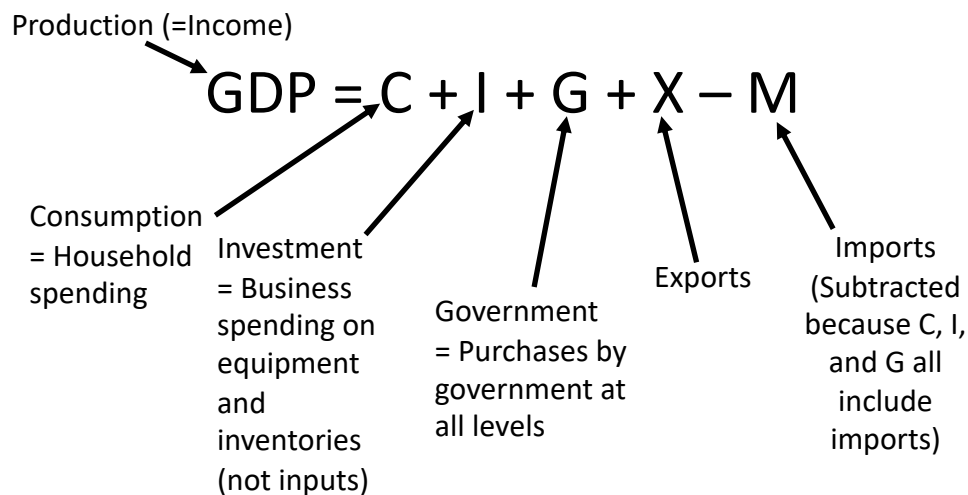 Production (=Income)
GDP = C + I + G + X – M
Consumption
= Household
spending
Investment
= Business
spending on
equipment
and
inventories
(not inputs)
Government
= Purchases by
government at
all levels
Exports
Imports
(Subtracted
because C, I,
and G all
include
imports)